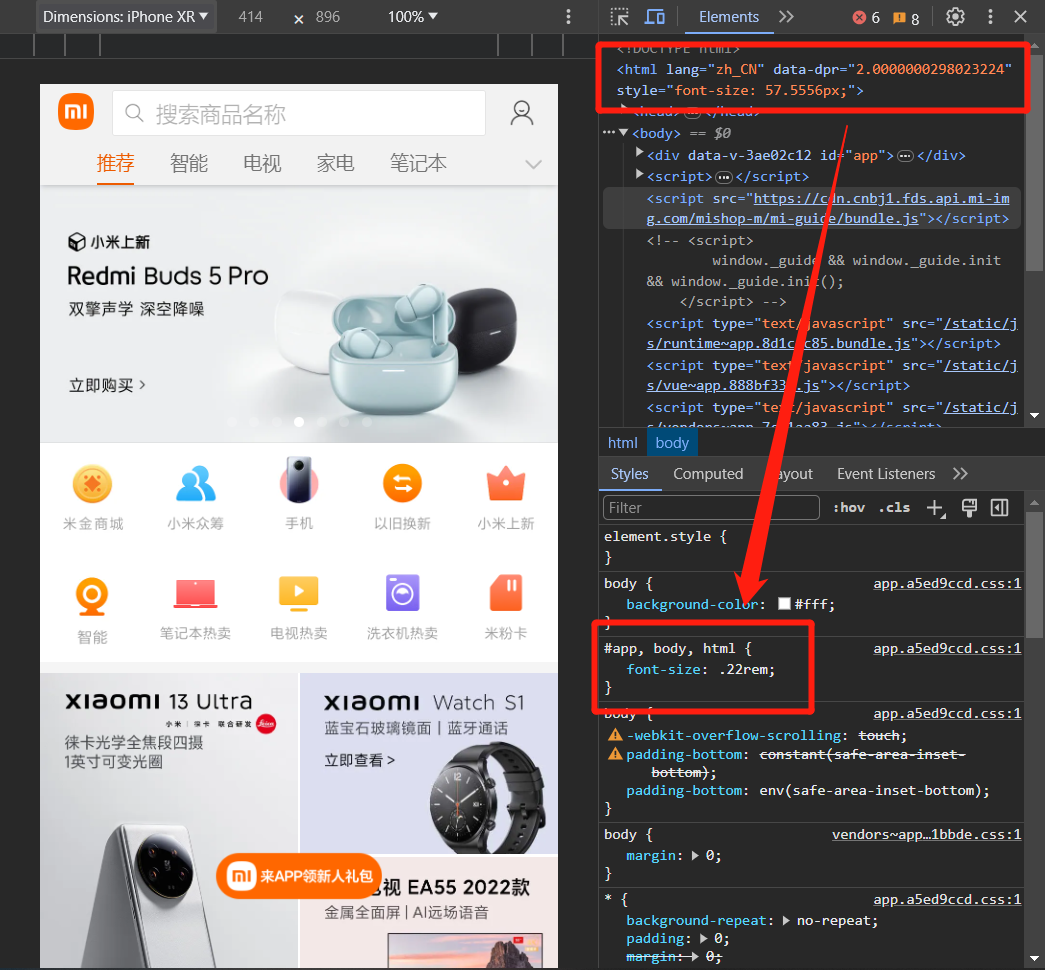 Dimensions: iPhone XR ▼ 414 × 896 100% ▼
Elements 6 8
搜索商品名称
推荐 智能 电视 家电 笔记本
小米上新
Redmi Buds 5 Pro
双擎声学 深空降噪
立即购买 >
米金商城 小米众筹 手机 以旧换新 小米上新
智能 笔记本热卖 电视热卖 洗衣机热卖 米粉卡
xiaomi 13 Ultra
小米 | 徕卡 联合研发
徕卡光学全焦段四摄
1英寸可变光圈
xiaomi Watch S1
蓝宝石玻璃镜面 | 蓝牙通话
立即查看 >
来APP领新人礼包
视 EA55 2022款
金属全面屏 | AI远场语音
<!DOCTYPE html>
<html lang="zh_CN" data-dpr="2.0000000298023224"
style="font-size: 57.5556px;">
<head> … </head>
<body> == $0
<div data-v-3ae02c12 id="app"> … </div>
<script> … </script>
<script src="https://cdn.cnbj1.fds.api.mi-im
g.com/mishop-m/mi-guide/bundle.js"></script>
<!-- <script>
window._guide && window._guide.init
&& window._guide.init();
</script> -->
<script type="text/javascript" src="/static/j
s/runtime~app.8d1c c85.bundle.js"></script>
<script type="text/javascript" src="/static/j
s/vue~app.888bf33 .js"></script>
<script type="text/javascript" src="/static/j
html body
Styles Computed ayout Event Listeners
Filter :hov .cls
element.style {
}
body { app.a5ed9ccd.css:1
background-color: #fff;
}
#app, body, html { app.a5ed9ccd.css:1
font-size: .22rem;
}
body { app.a5ed9ccd.css:1
-webkit-overflow-scrolling: touch;
padding-bottom: constant(safe-area-inset-
bottom);
padding-bottom: env(safe-area-inset-bottom);
}
body { vendors~app…1bbde.css:1
margin: ▶ 0;
}
* { app.a5ed9ccd.css:1
background-repeat: ▶ no-repeat;
padding: ▶ 0;
margin: ▶ 0;